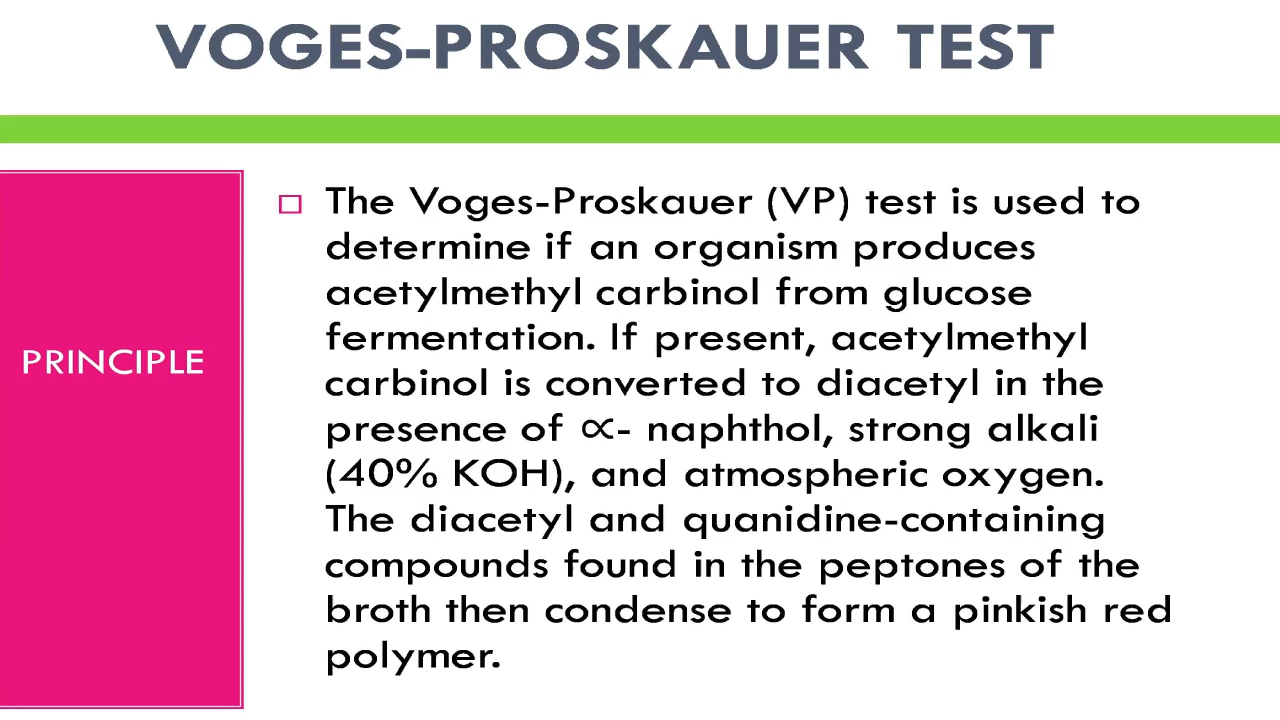 VOGES-PROSKAUER TEST
PRINCIPLE
The Voges-Proskauer (VP) test is used to
determine if an organism produces
acetylmethyl carbinol from glucose
fermentation. If present, acetylmethyl
carbinol is converted to diacetyl in the
presence of ∝- naphthol, strong alkali
(40% KOH), and atmospheric oxygen.
The diacetyl and quanidine-containing
compounds found in the peptones of the
broth then condense to form a pinkish red
polymer.